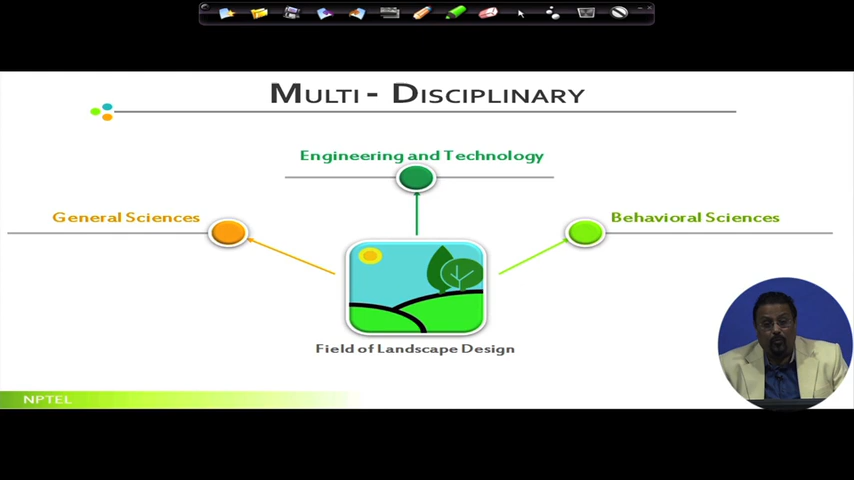 Multi - Disciplinary
Engineering and Technology
General Sciences
Behavioral Sciences
Field of Landscape Design
NPTEL